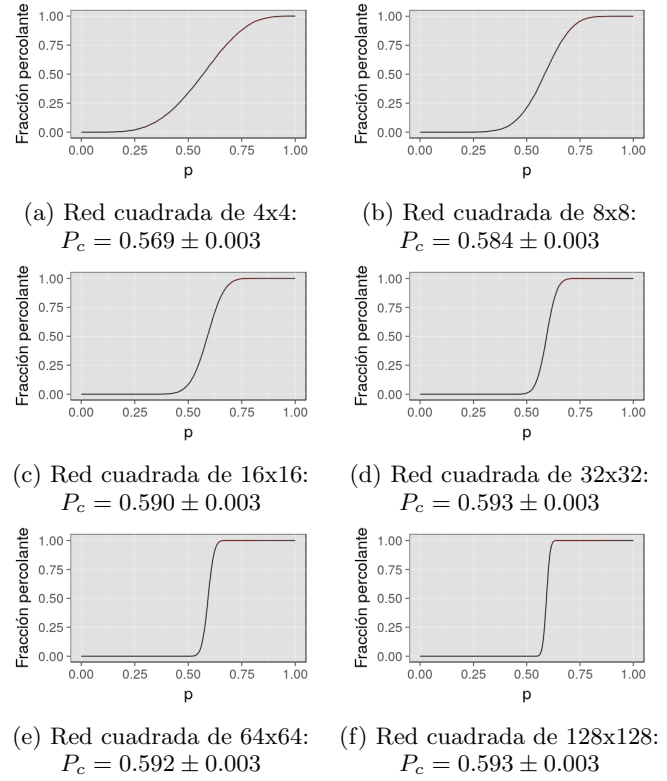 1.00
0.75
0.50
0.25
0.00
Fracción percolante
0.00 0.25 0.50 0.75 1.00
p
1.00
0.75
0.50
0.25
0.00
Fracción percolante
0.00 0.25 0.50 0.75 1.00
p
(a) Red cuadrada de 4x4:
P_c = 0.569 ± 0.003
(b) Red cuadrada de 8x8:
P_c = 0.584 ± 0.003
1.00
0.75
0.50
0.25
0.00
Fracción percolante
0.00 0.25 0.50 0.75 1.00
p
1.00
0.75
0.50
0.25
0.00
Fracción percolante
0.00 0.25 0.50 0.75 1.00
p
(c) Red cuadrada de 16x16:
P_c = 0.590 ± 0.003
(d) Red cuadrada de 32x32:
P_c = 0.593 ± 0.003
1.00
0.75
0.50
0.25
0.00
Fracción percolante
0.00 0.25 0.50 0.75 1.00
p
1.00
0.75
0.50
0.25
0.00
Fracción percolante
0.00 0.25 0.50 0.75 1.00
p
(e) Red cuadrada de 64x64:
P_c = 0.592 ± 0.003
(f) Red cuadrada de 128x128:
P_c = 0.593 ± 0.003